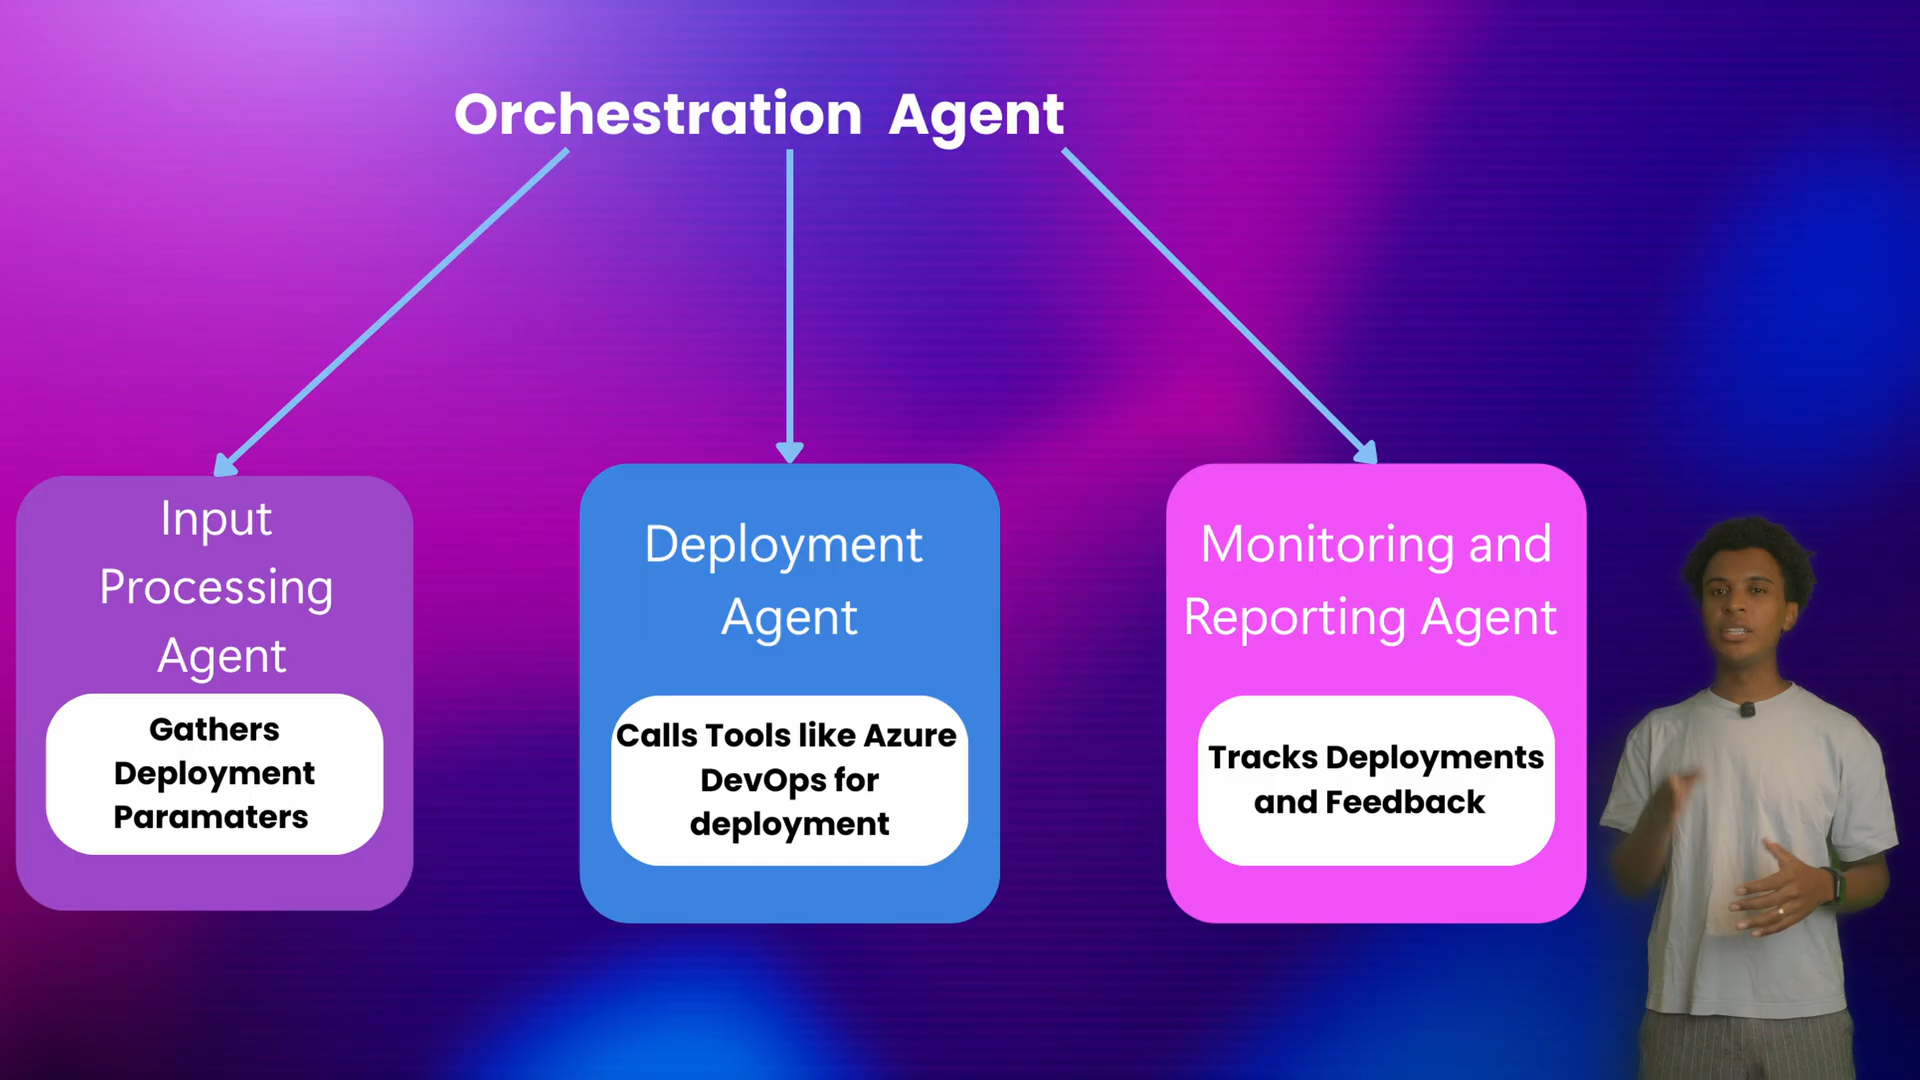 Orchestration Agent
Input
Processing
Agent
Gathers
Deployment
Paramaters
Deployment
Agent
Calls Tools like Azure
DevOps for
deployment
Monitoring and
Reporting Agent
Tracks Deployments
and Feedback